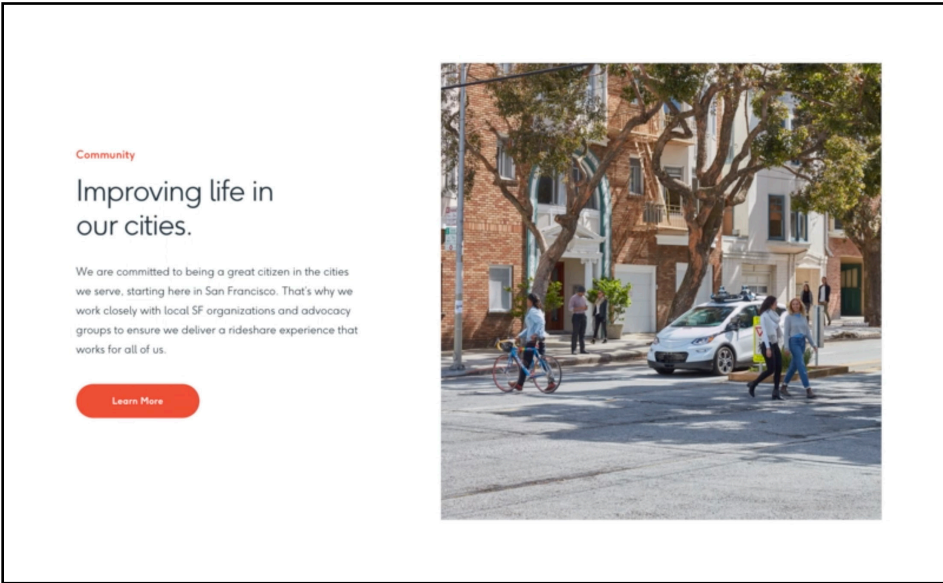 Community
Improving life in
our cities.
We are committed to being a great citizen in the cities
we serve, starting here in San Francisco. That's why we
work closely with local SF organizations and advocacy
groups to ensure we deliver a rideshare experience that
works for all of us.
Learn More